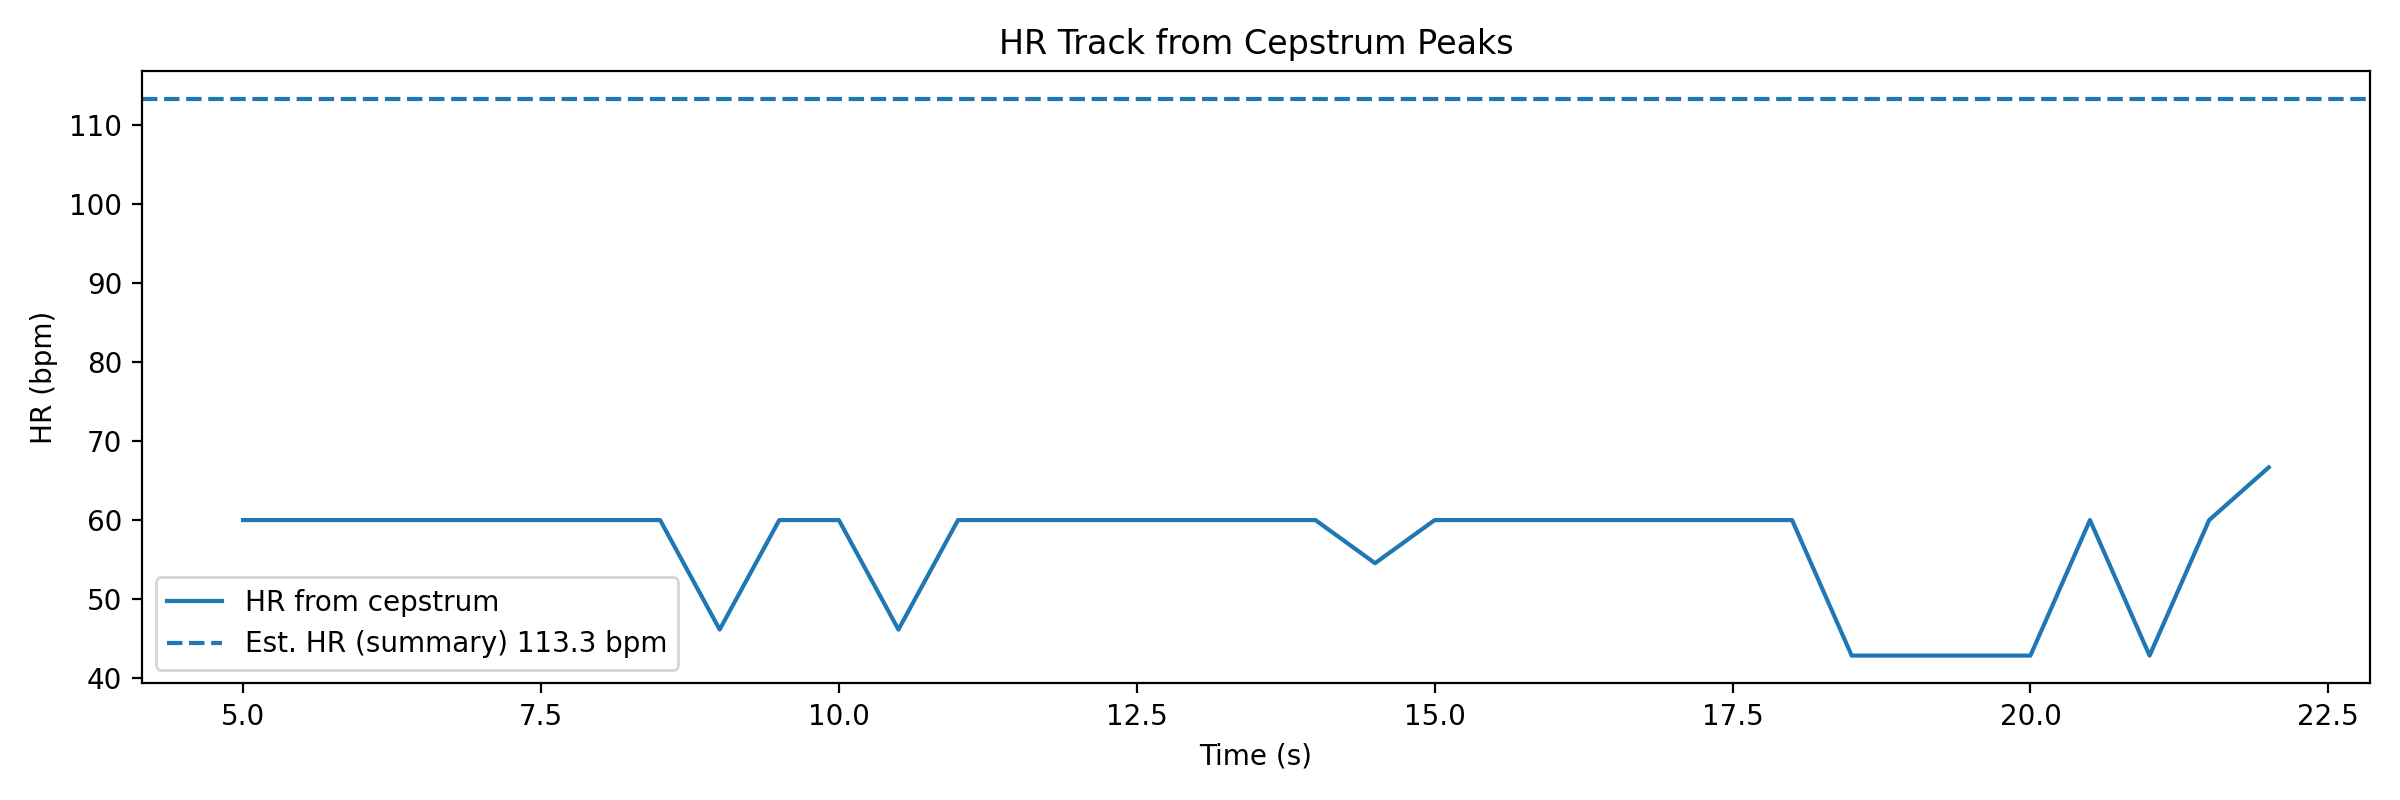 HR Track from Cepstrum Peaks
HR (bpm)
110
100
90
80
70
60
50
40
HR from cepstrum
Est. HR (summary) 113.3 bpm
5.0 7.5 10.0 12.5 15.0 17.5 20.0 22.5
Time (s)